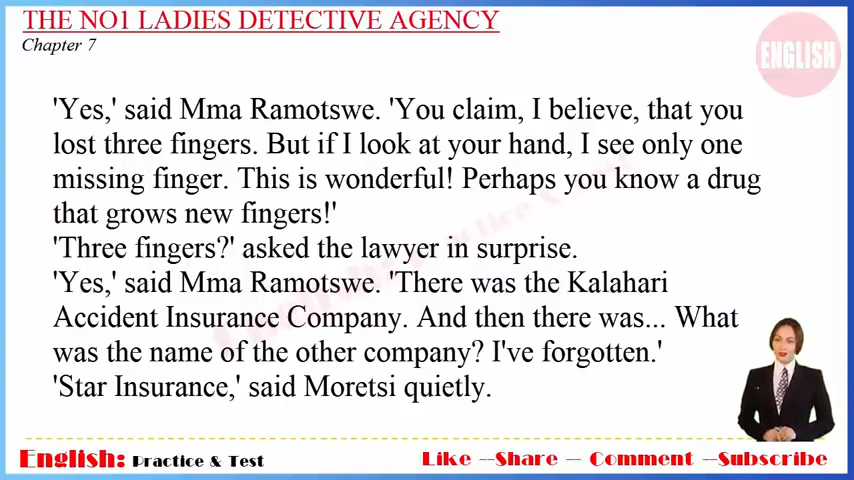 THE NO1 LADIES DETECTIVE AGENCY
Chapter 7
ENGLISH
'Yes,' said Mma Ramotswe. 'You claim, I believe, that you
lost three fingers. But if I look at your hand, I see only one
missing finger. This is wonderful! Perhaps you know a drug
that grows new fingers!'
'Three fingers?' asked the lawyer in surprise.
'Yes,' said Mma Ramotswe. 'There was the Kalahari
Accident Insurance Company. And then there was... What
was the name of the other company? I've forgotten.'
'Star Insurance,' said Moretsi quietly.
English: Practice & Test
Like --Share -- Comment --Subscribe